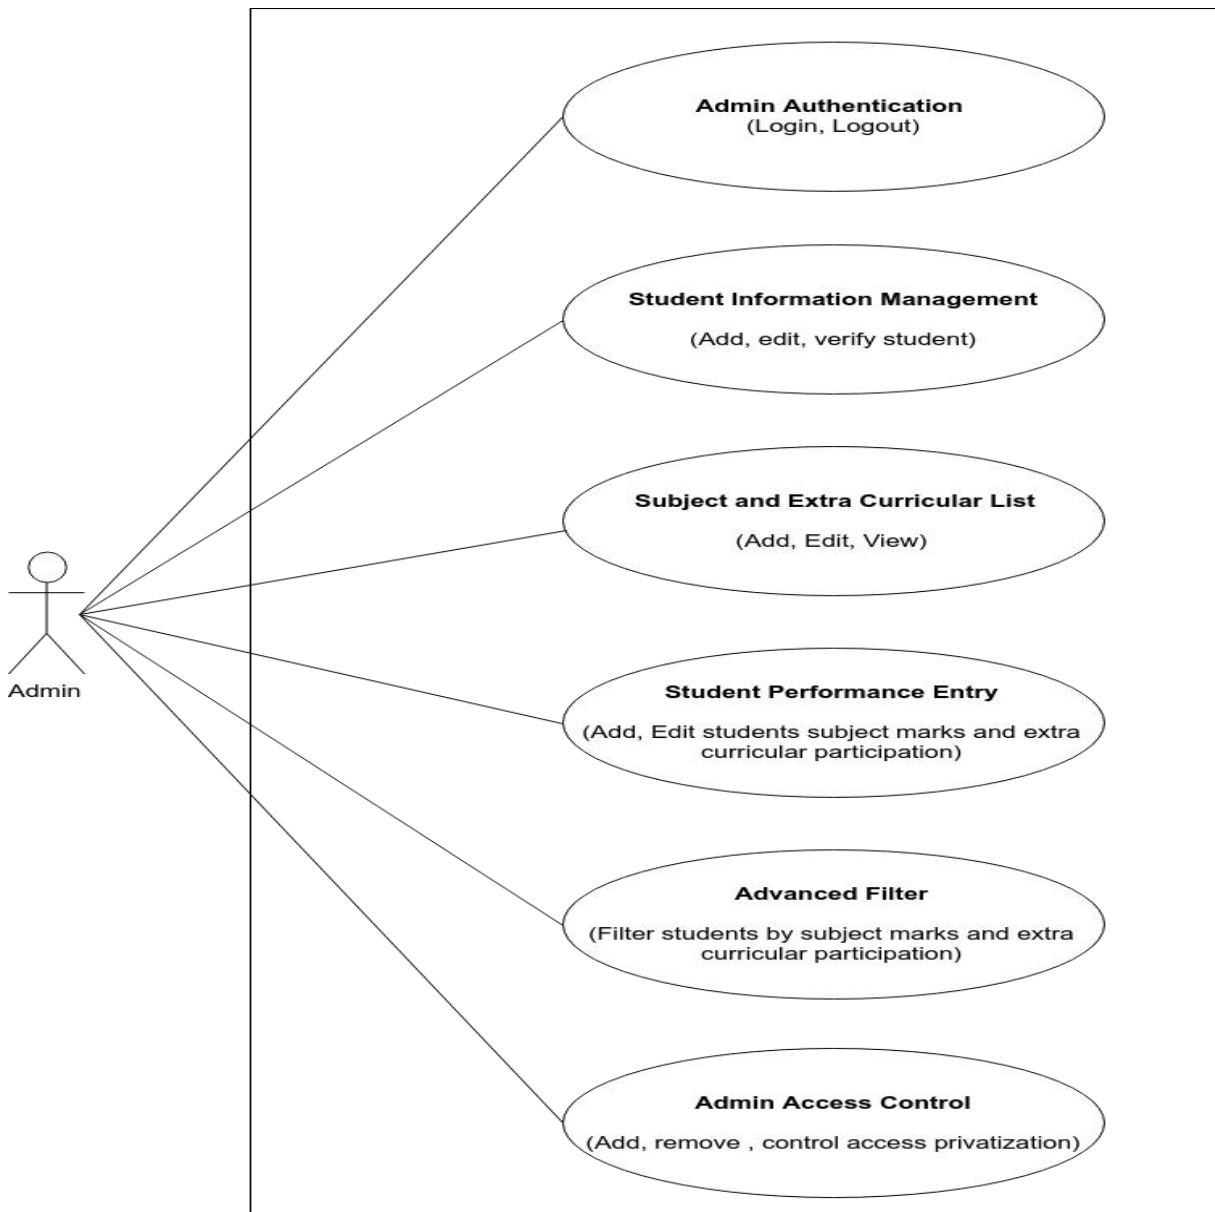 Admin Authentication
(Login, Logout)
Student Information Management
(Add, edit, verify student)
Subject and Extra Curricular List
(Add, Edit, View)
Admin
Student Performance Entry
(Add, Edit students subject marks and extra
curricular participation)
Advanced Filter
(Filter students by subject marks and extra
curricular participation)
Admin Access Control
(Add, remove , control access privatization)